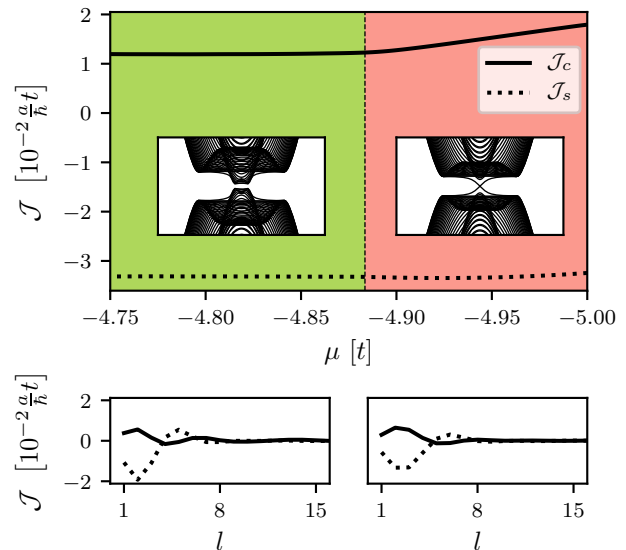 2
1
0
−1
−2
−3
𝒥 [10⁻² a/ħ t]
𝒥c
𝒥s
−4.75 −4.80 −4.85 −4.90 −4.95 −5.00
μ [t]
2
0
−2
𝒥 [10⁻² a/ħ t]
1 8 15
l
1 8 15
l